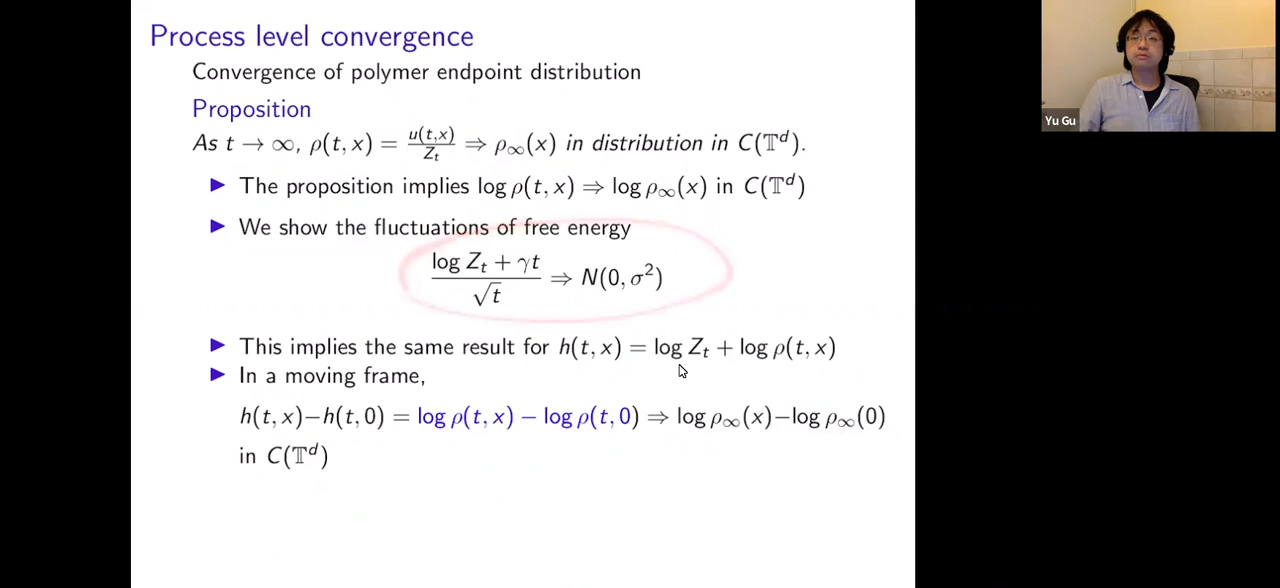 Process level convergence
Convergence of polymer endpoint distribution
Proposition
As t → ∞, ρ(t, x) = u(t,x)/Z_t ⇒ ρ_∞(x) in distribution in C(𝕋^d).
▶ The proposition implies log ρ(t, x) ⇒ log ρ_∞(x) in C(𝕋^d)
▶ We show the fluctuations of free energy
(log Z_t + γt)/√t ⇒ N(0, σ²)
▶ This implies the same result for h(t, x) = log Z_t + log ρ(t, x)
▶ In a moving frame,
h(t, x)−h(t, 0) = log ρ(t, x) − log ρ(t, 0) ⇒ log ρ_∞(x)−log ρ_∞(0)
in C(𝕋^d)
Yu Gu